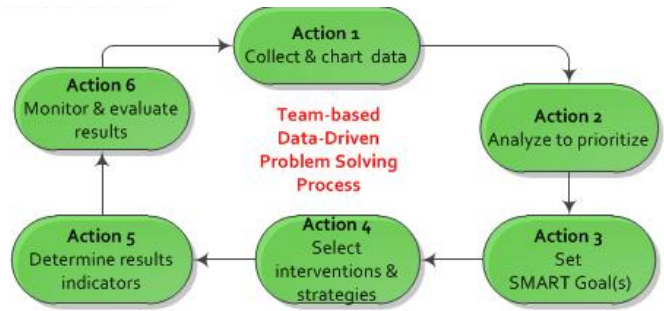 Action 1
Collect & chart data
Action 2
Analyze to prioritize
Action 3
Set
SMART Goal(s)
Action 4
Select
interventions &
strategies
Action 5
Determine results
indicators
Action 6
Monitor & evaluate
results
Team-based
Data-Driven
Problem Solving
Process